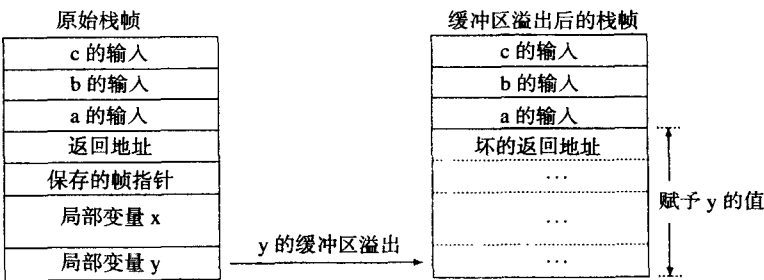 原始栈帧
c 的输入
b 的输入
a 的输入
返回地址
保存的帧指针
局部变量 x
局部变量 y
y 的缓冲区溢出
缓冲区溢出后的栈帧
c 的输入
b 的输入
a 的输入
坏的返回地址
...
...
...
赋予 y 的值